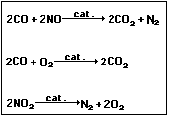 2CO + 2NO cat. → 2CO₂ + N₂
2CO + O₂ cat. → 2CO₂
2NO₂ cat. → N₂ + 2O₂